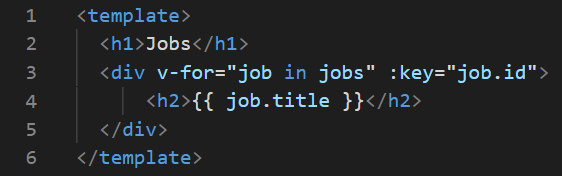 1 <template>
2   <h1>Jobs</h1>
3   <div v-for="job in jobs" :key="job.id">
4       <h2>{{ job.title }}</h2>
5   </div>
6 </template>